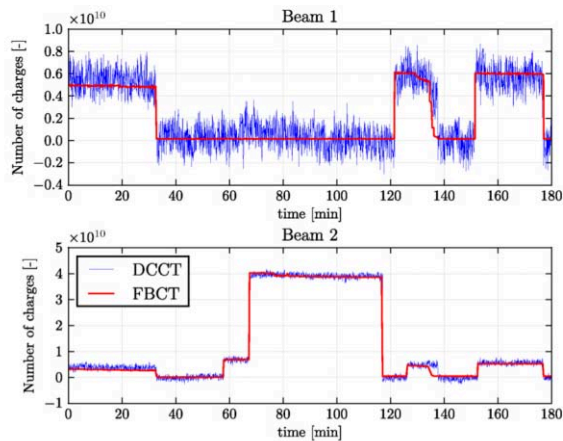 Beam 1
×10¹⁰
1.0
0.8
0.6
0.4
0.2
0.0
−0.2
−0.4
Number of charges [-]
0 20 40 60 80 100 120 140 160 180
time [min]
Beam 2
×10¹⁰
5
4
3
2
1
0
−1
Number of charges [-]
DCCT
FBCT
0 20 40 60 80 100 120 140 160 180
time [min]